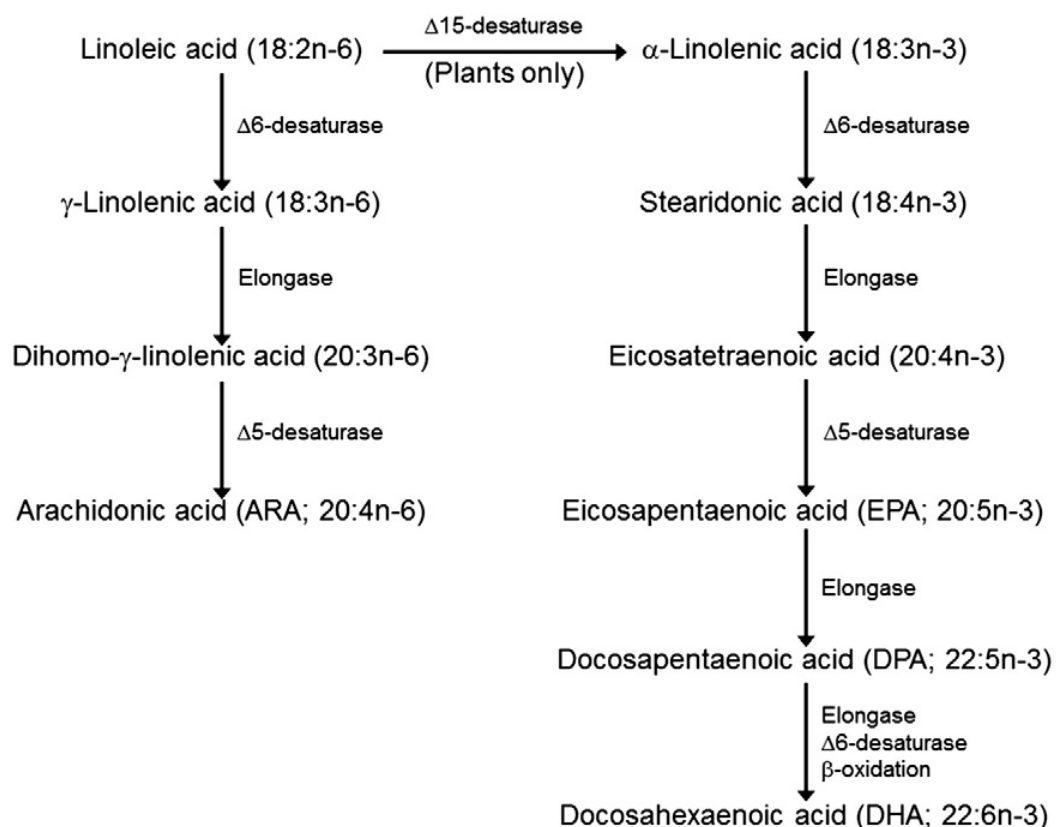 Linoleic acid (18:2n-6)
Δ15-desaturase
(Plants only)
α-Linolenic acid (18:3n-3)
Δ6-desaturase
Δ6-desaturase
γ-Linolenic acid (18:3n-6)
Stearidonic acid (18:4n-3)
Elongase
Elongase
Dihomo-γ-linolenic acid (20:3n-6)
Eicosatetraenoic acid (20:4n-3)
Δ5-desaturase
Δ5-desaturase
Arachidonic acid (ARA; 20:4n-6)
Eicosapentaenoic acid (EPA; 20:5n-3)
Elongase
Docosapentaenoic acid (DPA; 22:5n-3)
Elongase
Δ6-desaturase
β-oxidation
Docosahexaenoic acid (DHA; 22:6n-3)